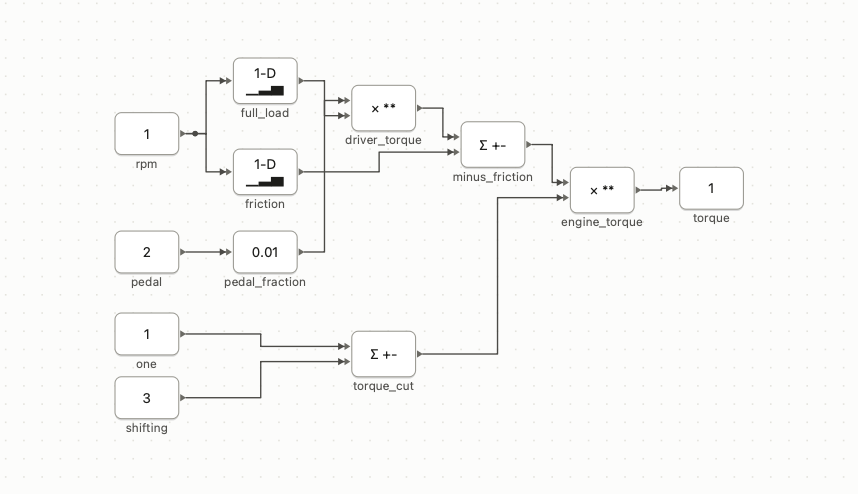 1-D
full_load
1
rpm
× **
driver_torque
Σ +-
minus_friction
1-D
friction
× **
engine_torque
1
torque
2
pedal
0.01
pedal_fraction
1
one
Σ +-
torque_cut
3
shifting